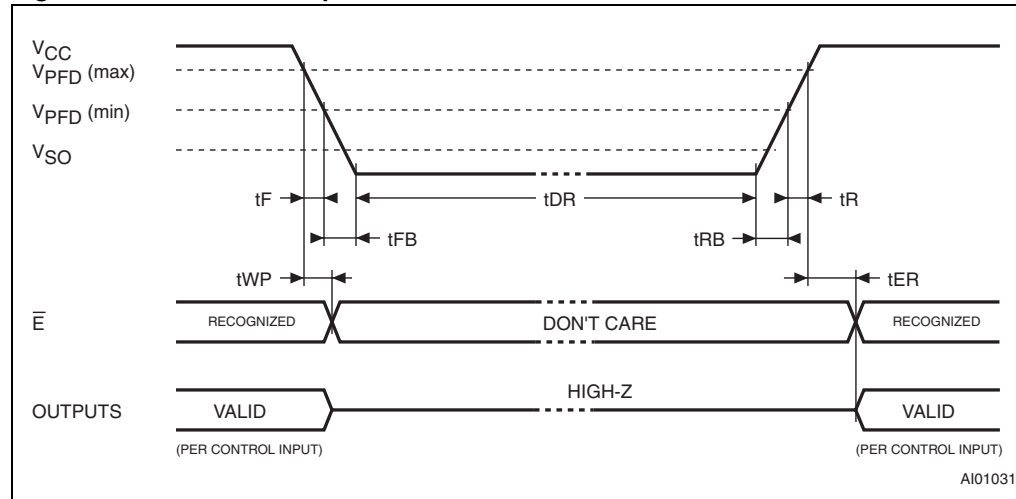 VCC
VPFD (max)
VPFD (min)
VSO
tF
tDR
tR
tFB
tRB
tWP
tER
E̅
RECOGNIZED
DON'T CARE
RECOGNIZED
HIGH-Z
OUTPUTS
VALID
VALID
(PER CONTROL INPUT)
(PER CONTROL INPUT)
AI01031